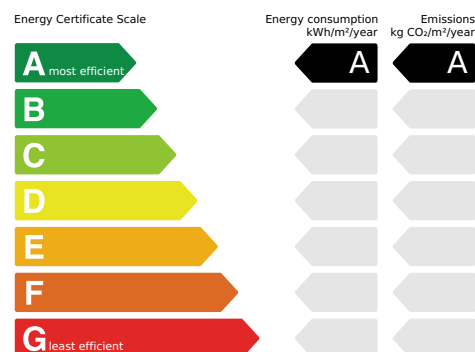 Energy Certificate Scale
Energy consumption
kWh/m²/year
Emissions
kg CO₂/m²/year
A most efficient
A
A
B
C
D
E
F
G least efficient